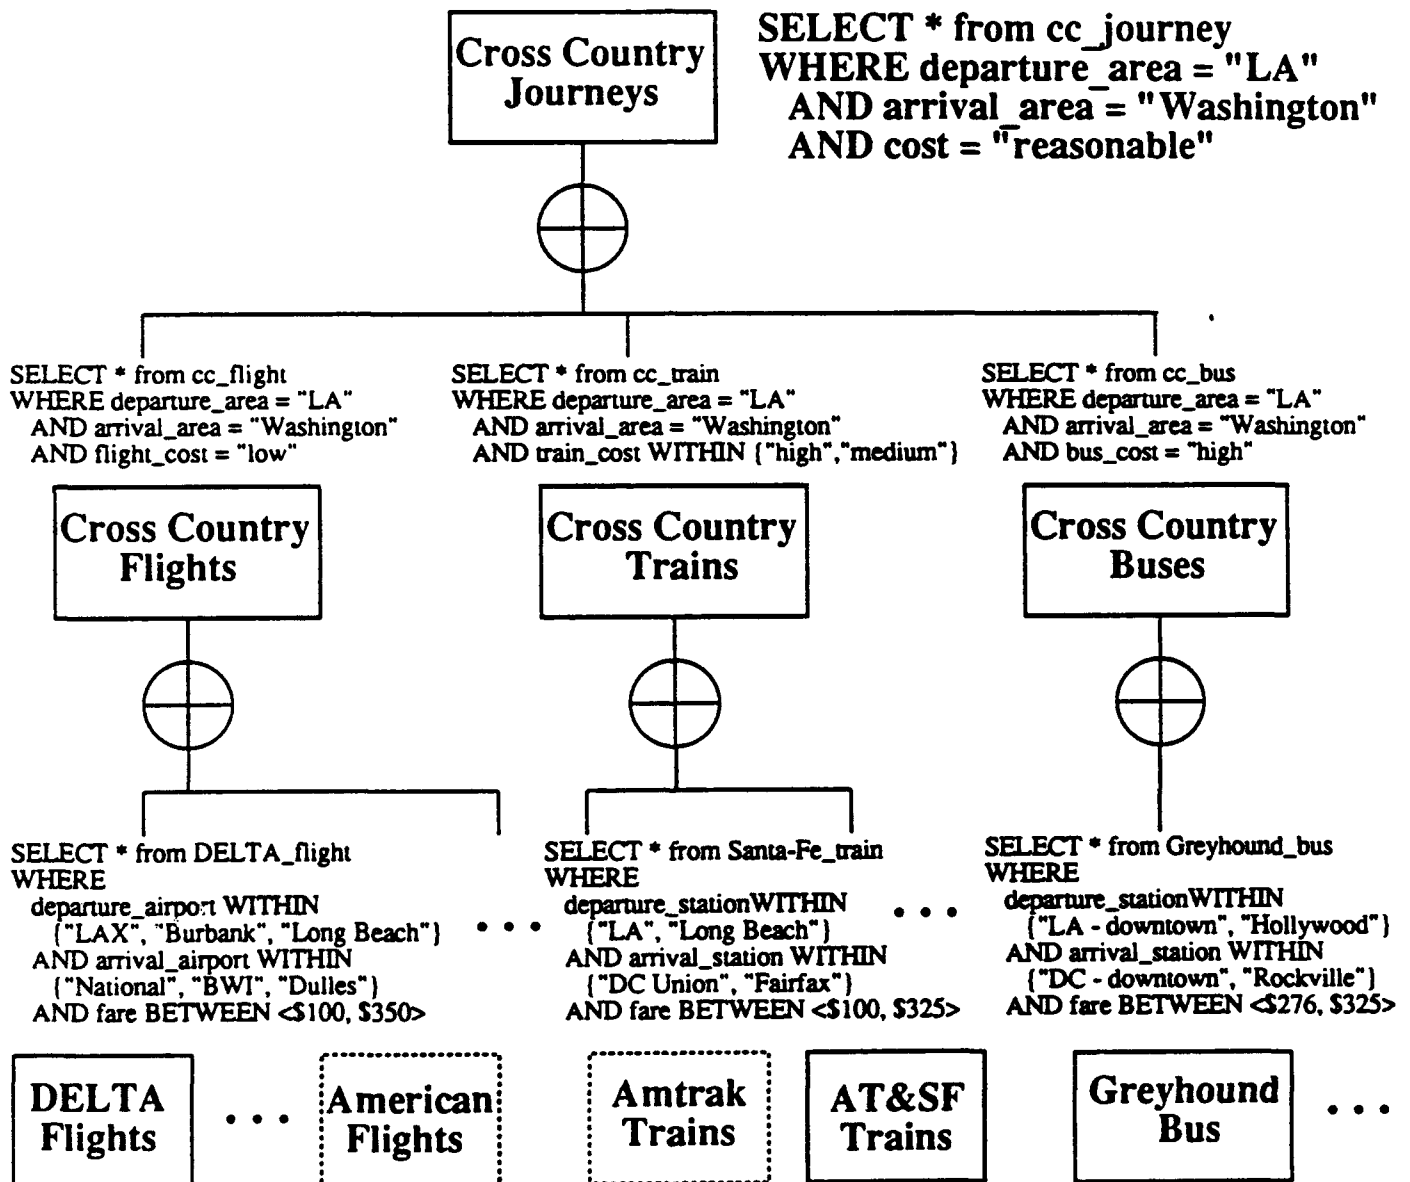 Cross Country
Journeys
SELECT * from cc_journey
WHERE departure_area = "LA"
AND arrival_area = "Washington"
AND cost = "reasonable"
SELECT * from cc_flight
WHERE departure_area = "LA"
AND arrival_area = "Washington"
AND flight_cost = "low"
SELECT * from cc_train
WHERE departure_area = "LA"
AND arrival_area = "Washington"
AND train_cost WITHIN {"high","medium"}
SELECT * from cc_bus
WHERE departure_area = "LA"
AND arrival_area = "Washington"
AND bus_cost = "high"
Cross Country
Flights
Cross Country
Trains
Cross Country
Buses
SELECT * from DELTA_flight
WHERE
departure_airport WITHIN
{"LAX", "Burbank", "Long Beach"}
AND arrival_airport WITHIN
{"National", "BWI", "Dulles"}
AND fare BETWEEN <$100, $350>
• • •
SELECT * from Santa-Fe_train
WHERE
departure_stationWITHIN
{"LA", "Long Beach"}
AND arrival_station WITHIN
{"DC Union", "Fairfax"}
AND fare BETWEEN <$100, $325>
• • •
SELECT * from Greyhound_bus
WHERE
departure_stationWITHIN
{"LA - downtown", "Hollywood"}
AND arrival_station WITHIN
{"DC - downtown", "Rockville"}
AND fare BETWEEN <$276, $325>
DELTA
Flights
• • •
American
Flights
Amtrak
Trains
AT&SF
Trains
Greyhound
Bus
• • •